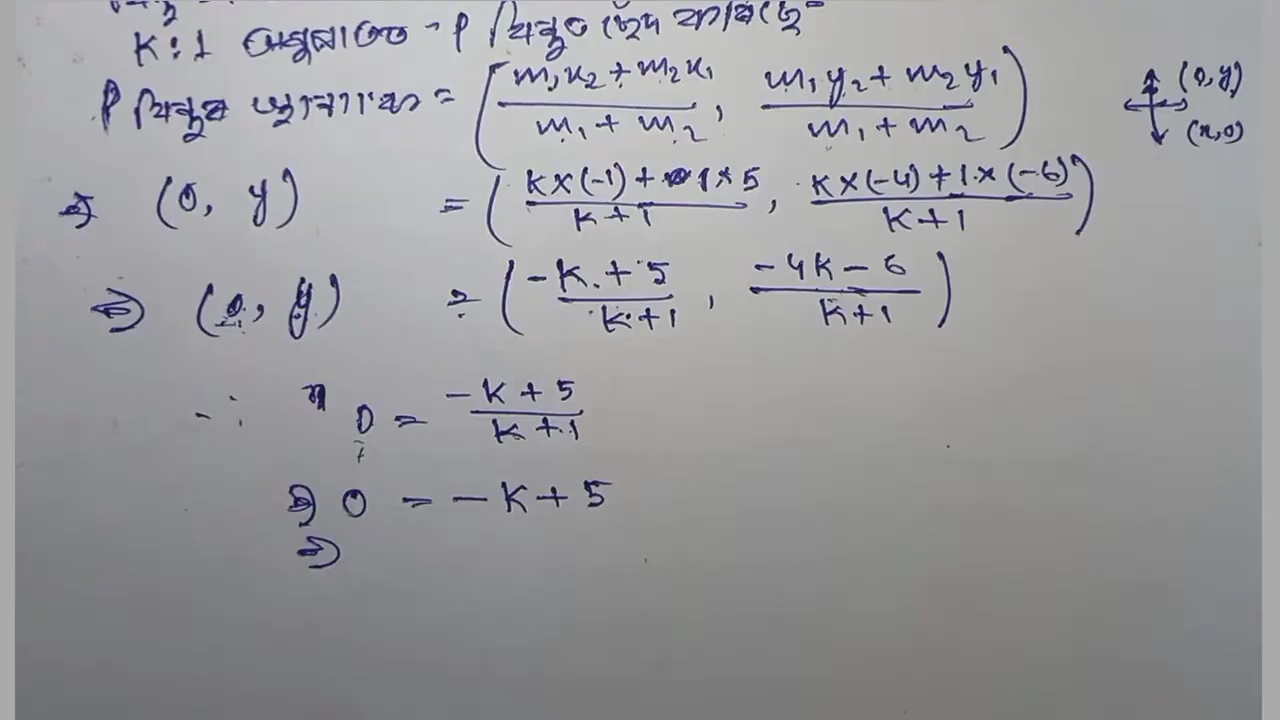 K : 1 অনুপাতত P বিন্দুত
P বিন্দুৰ স্থানাংক = ( (m₁x₂ + m₂x₁)/(m₁ + m₂) , (m₁y₂ + m₂y₁)/(m₁ + m₂) ) (0, y)
(x, 0)
⇒ (0, y) = ( (K×(-1) + 1×5)/(K+1) , (K×(-4) + 1×(-6))/(K+1) )
⇒ (0, y) = ( (-K + 5)/(K+1) , (-4K - 6)/(K+1) )
∴ 0 = (-K + 5)/(K+1)
⇒ 0 = -K + 5
⇒